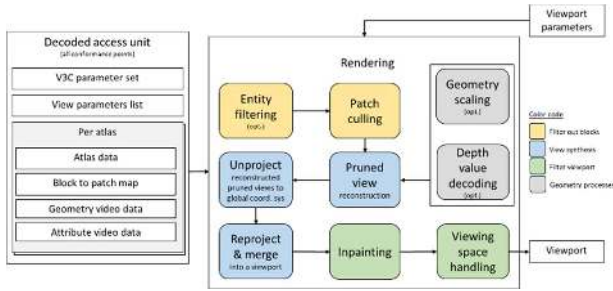 Decoded access unit
(all conformance points)
V3C parameter set
View parameters list
Per atlas
Atlas data
Block to patch map
Geometry video data
Attribute video data
Viewport
parameters
Rendering
Entity
filtering
(opt.)
Patch
culling
Geometry
scaling
(opt.)
Unproject
reconstructed
pruned views to
global coord. sys
Pruned
view
reconstruction
Depth
value
decoding
(opt.)
Reproject
& merge
into a viewport
Inpainting
Viewing
space
handling
Color code
Filter out blocks
View synthesis
Filter viewport
Geometry processes
Viewport